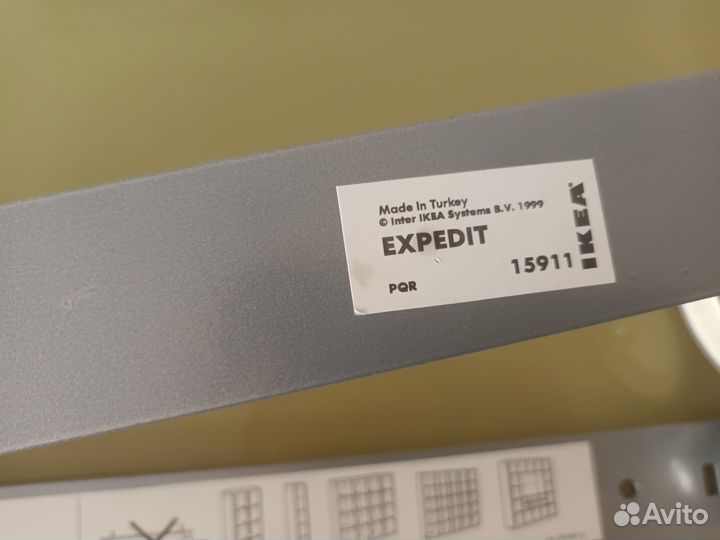 Made In Turkey
© Inter IKEA Systems B.V. 1999
EXPEDIT
15911
PQR
IKEA
Avito